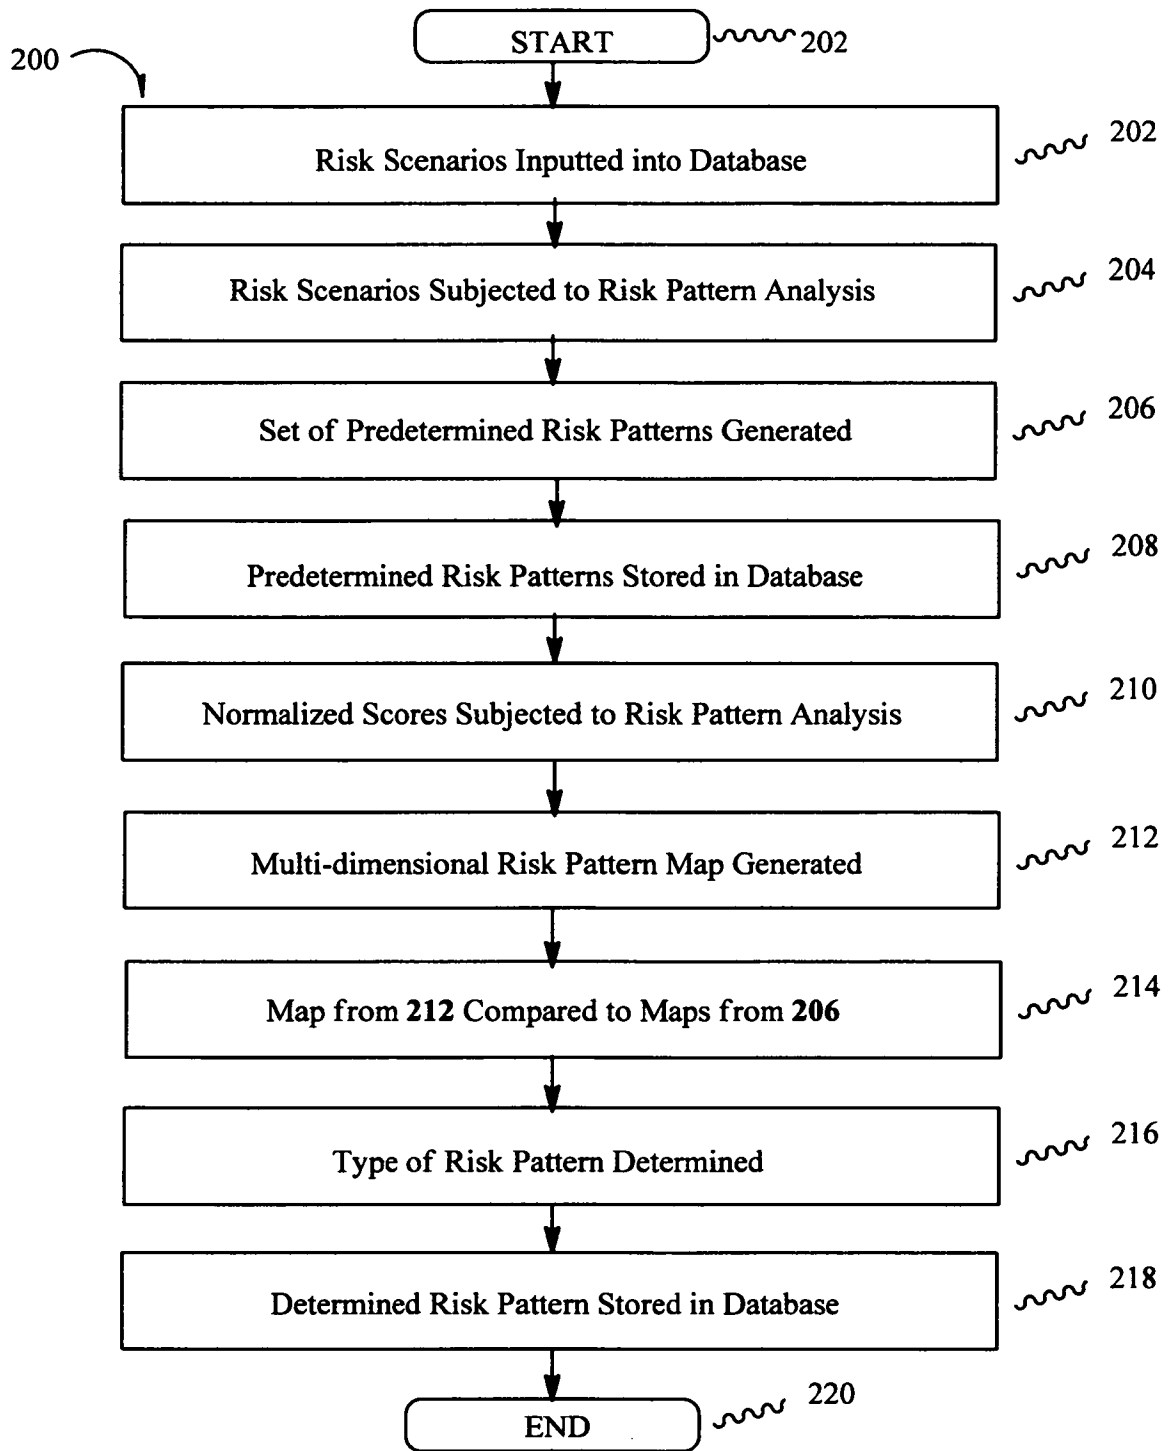 START
202
200
Risk Scenarios Inputted into Database
202
Risk Scenarios Subjected to Risk Pattern Analysis
204
Set of Predetermined Risk Patterns Generated
206
Predetermined Risk Patterns Stored in Database
208
Normalized Scores Subjected to Risk Pattern Analysis
210
Multi-dimensional Risk Pattern Map Generated
212
Map from 212 Compared to Maps from 206
214
Type of Risk Pattern Determined
216
Determined Risk Pattern Stored in Database
218
END
220